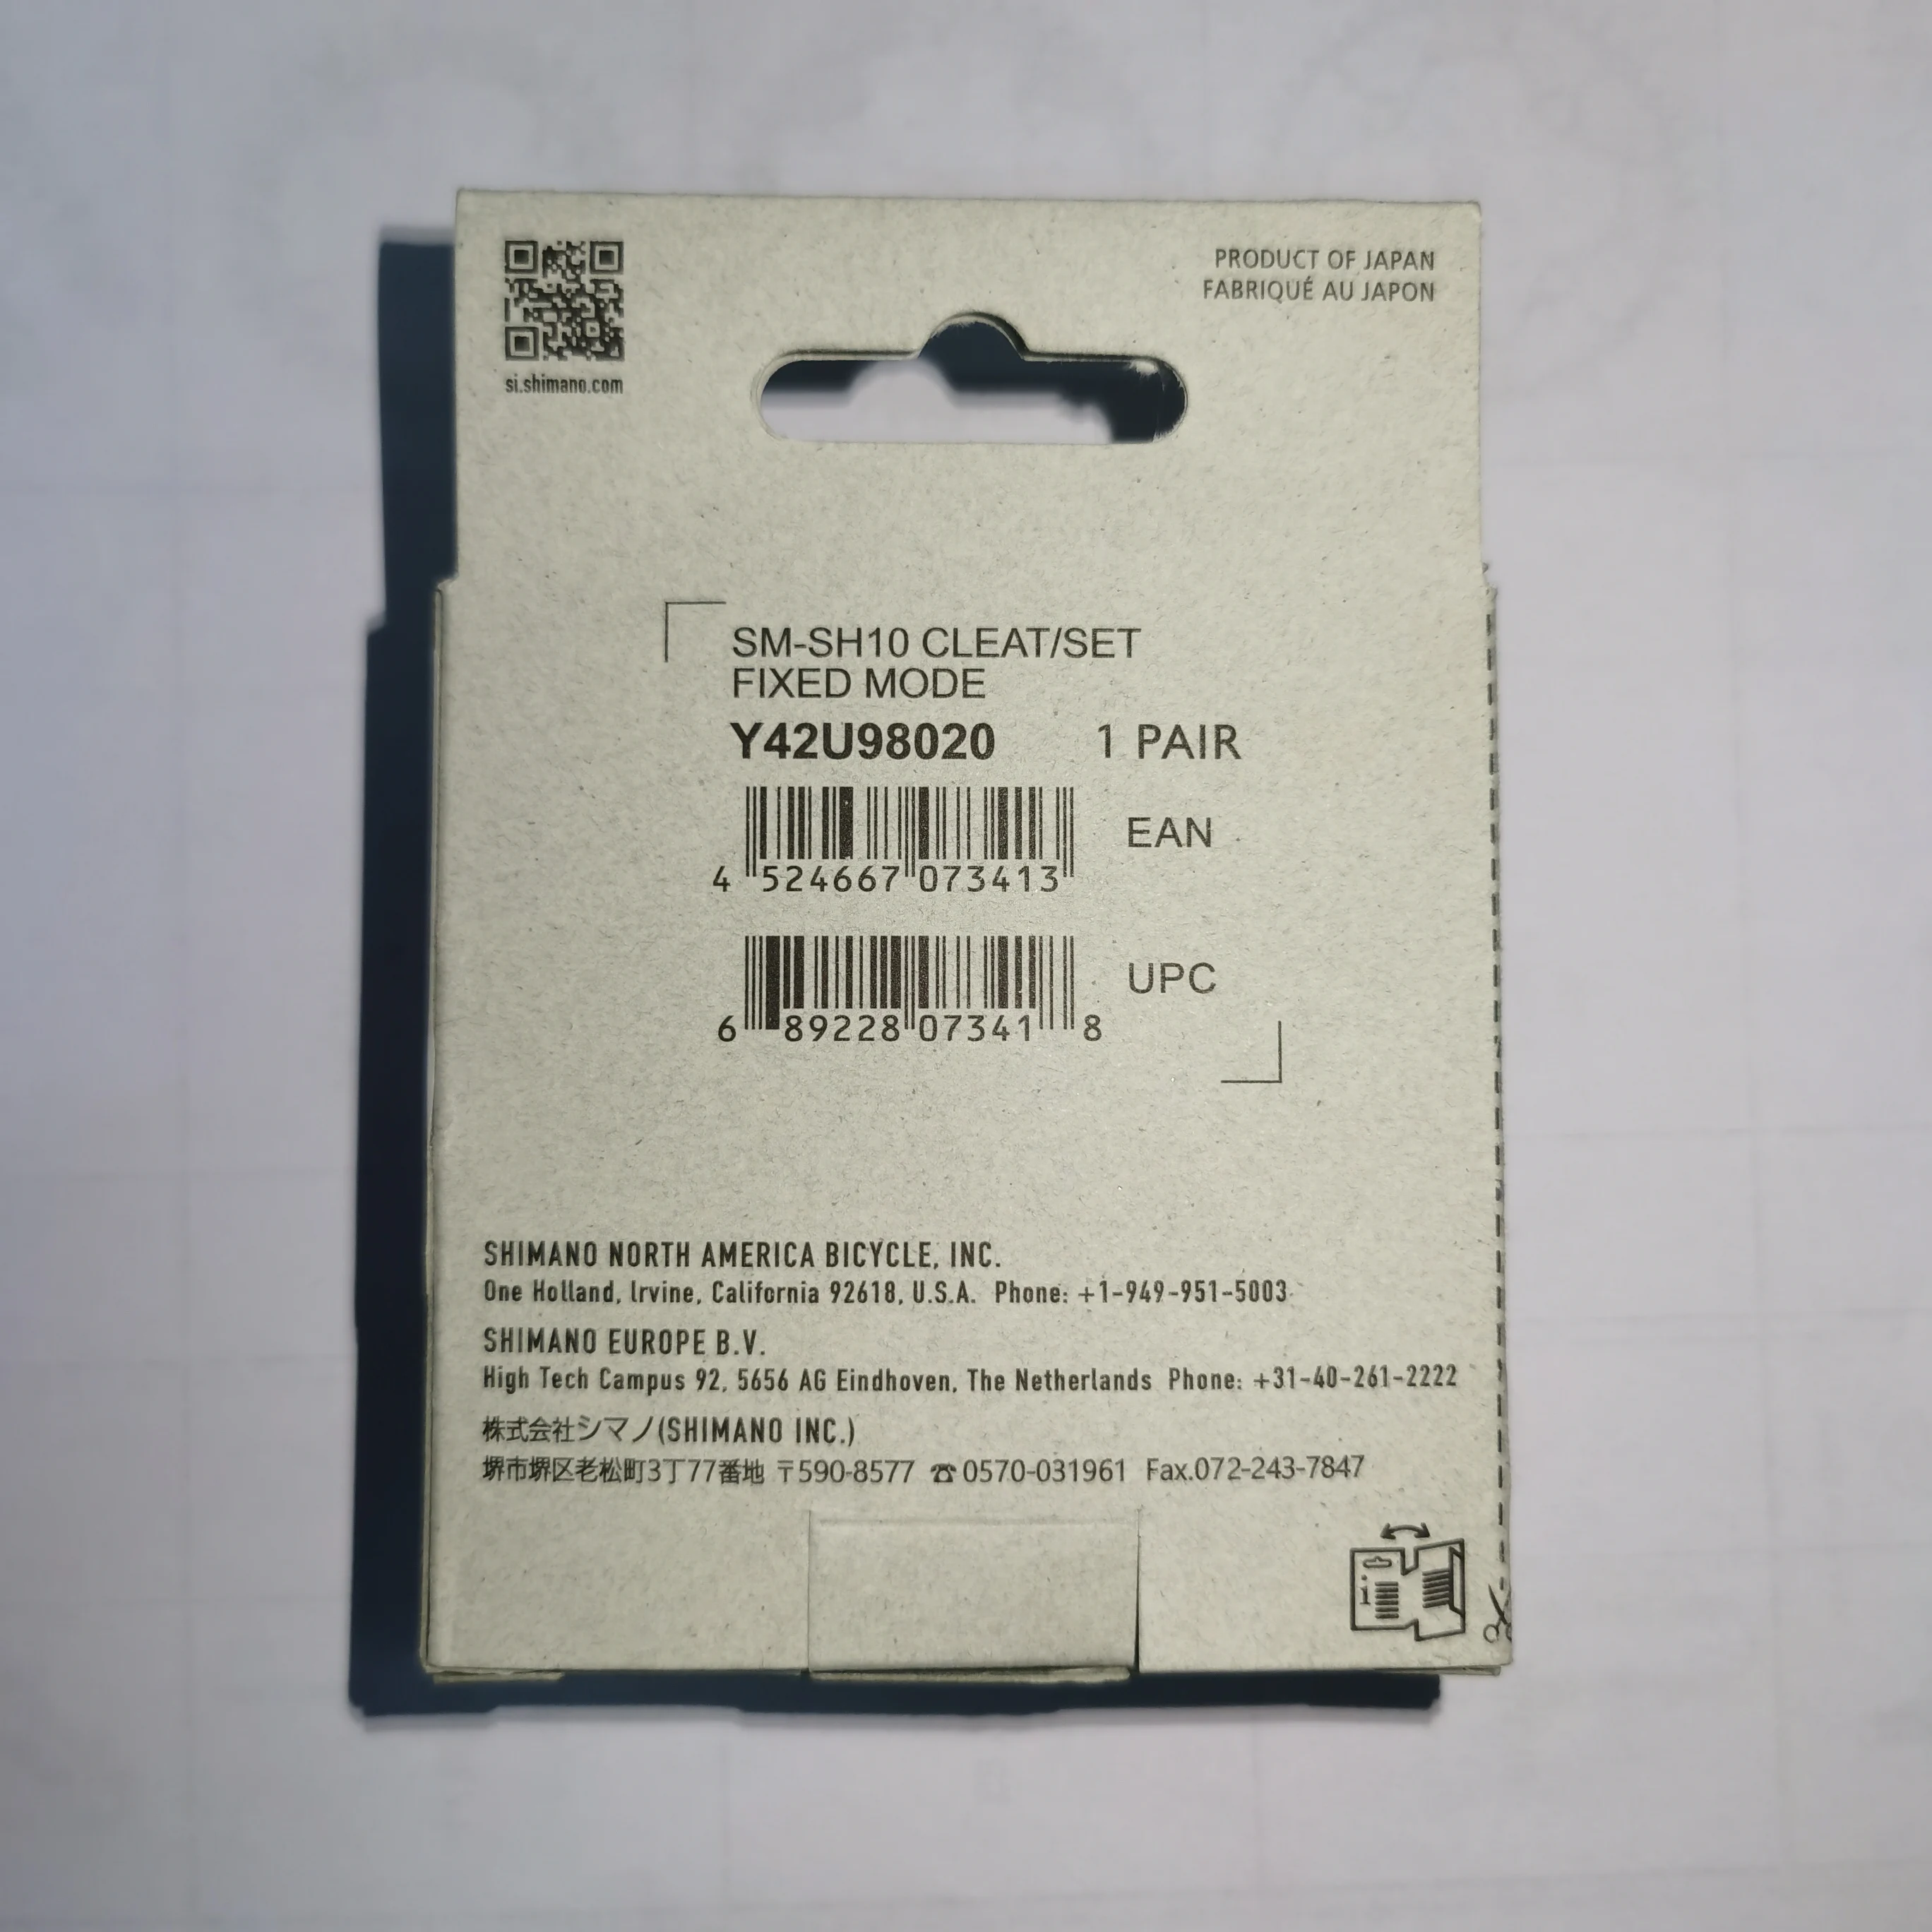 si.shimano.com
PRODUCT OF JAPAN
FABRIQUÉ AU JAPON
SM-SH10 CLEAT/SET
FIXED MODE
Y42U98020 1 PAIR
EAN
4 524667 073413
UPC
6 89228 07341 8
SHIMANO NORTH AMERICA BICYCLE, INC.
One Holland, Irvine, California 92618, U.S.A. Phone: +1-949-951-5003
SHIMANO EUROPE B.V.
High Tech Campus 92, 5656 AG Eindhoven, The Netherlands Phone: +31-40-261-2222
株式会社シマノ(SHIMANO INC.)
堺市堺区老松町3丁77番地 〒590-8577 ☎0570-031961 Fax.072-243-7847
i